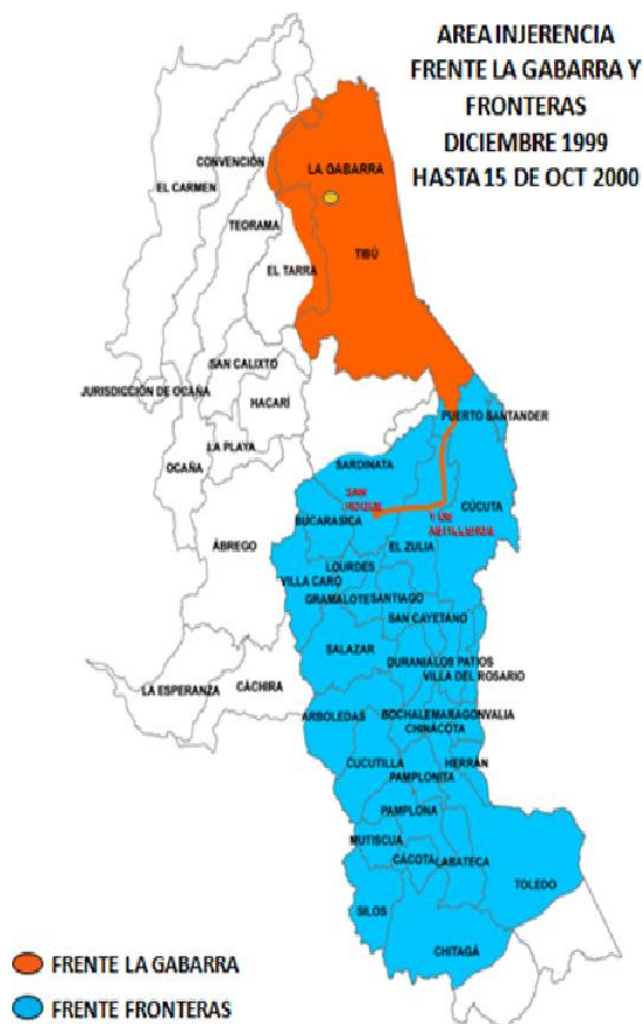 AREA INJERENCIA
FRENTE LA GABARRA Y
FRONTERAS
DICIEMBRE 1999
HASTA 15 DE OCT 2000
CONVENCIÓN
LA GABARRA
EL CARMEN
TEORAMA
TIBÚ
EL TARRA
SAN CALIXTO
JURISDICCIÓN DE OCAÑA
HACARÍ
PUERTO SANTANDER
LA PLAYA
OCAÑA
SARDINATA
SAN
ROQUE
CÚCUTA
BUCARASICA
ÁBREGO
EL ZULIA
LOURDES
VILLA CARO
GRAMALOTE
SANTIAGO
SAN CAYETANO
SALAZAR
DURANIA
LOS PATIOS
VILLA DEL ROSARIO
LA ESPERANZA
CÁCHIRA
ARBOLEDAS
BOCHALEMA
RAGONVALIA
CHINÁCOTA
CUCUTILLA
HERRÁN
PAMPLONITA
PAMPLONA
MUTISCUA
CÁCOTA
LABATECA
TOLEDO
SILOS
CHITAGÁ
FRENTE LA GABARRA
FRENTE FRONTERAS